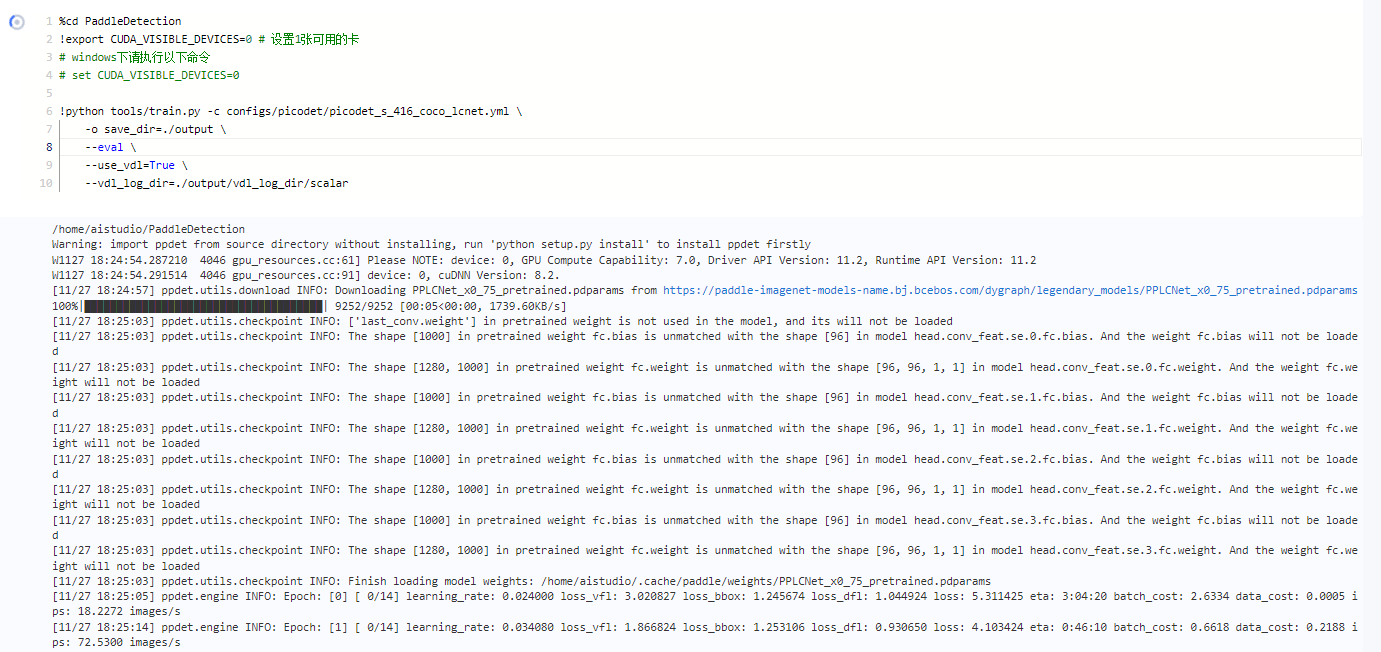 1 %cd PaddleDetection
2 !export CUDA_VISIBLE_DEVICES=0 # 设置1张可用的卡
3 # windows下请执行以下命令
4 # set CUDA_VISIBLE_DEVICES=0
5
6 !python tools/train.py -c configs/picodet/picodet_s_416_coco_lcnet.yml \
7 -o save_dir=./output \
8 --eval \
9 --use_vdl=True \
10 --vdl_log_dir=./output/vdl_log_dir/scalar
/home/aistudio/PaddleDetection
Warning: import ppdet from source directory without installing, run 'python setup.py install' to install ppdet firstly
W1127 18:24:54.287210 4046 gpu_resources.cc:61] Please NOTE: device: 0, GPU Compute Capability: 7.0, Driver API Version: 11.2, Runtime API Version: 11.2
W1127 18:24:54.291514 4046 gpu_resources.cc:91] device: 0, cuDNN Version: 8.2.
[11/27 18:24:57] ppdet.utils.download INFO: Downloading PPLCNet_x0_75_pretrained.pdparams from https://paddle-imagenet-models-name.bj.bcebos.com/dygraph/legendary_models/PPLCNet_x0_75_pretrained.pdparams
100%| | 9252/9252 [00:05<00:00, 1739.60KB/s]
[11/27 18:25:03] ppdet.utils.checkpoint INFO: ['last_conv.weight'] in pretrained weight is not used in the model, and its will not be loaded
[11/27 18:25:03] ppdet.utils.checkpoint INFO: The shape [1000] in pretrained weight fc.bias is unmatched with the shape [96] in model head.conv_feat.se.0.fc.bias. And the weight fc.bias will not be loade
d
[11/27 18:25:03] ppdet.utils.checkpoint INFO: The shape [1280, 1000] in pretrained weight fc.weight is unmatched with the shape [96, 96, 1, 1] in model head.conv_feat.se.0.fc.weight. And the weight fc.we
ight will not be loaded
[11/27 18:25:03] ppdet.utils.checkpoint INFO: The shape [1000] in pretrained weight fc.bias is unmatched with the shape [96] in model head.conv_feat.se.1.fc.bias. And the weight fc.bias will not be loade
d
[11/27 18:25:03] ppdet.utils.checkpoint INFO: The shape [1280, 1000] in pretrained weight fc.weight is unmatched with the shape [96, 96, 1, 1] in model head.conv_feat.se.1.fc.weight. And the weight fc.we
ight will not be loaded
[11/27 18:25:03] ppdet.utils.checkpoint INFO: The shape [1000] in pretrained weight fc.bias is unmatched with the shape [96] in model head.conv_feat.se.2.fc.bias. And the weight fc.bias will not be loade
d
[11/27 18:25:03] ppdet.utils.checkpoint INFO: The shape [1280, 1000] in pretrained weight fc.weight is unmatched with the shape [96, 96, 1, 1] in model head.conv_feat.se.2.fc.weight. And the weight fc.we
ight will not be loaded
[11/27 18:25:03] ppdet.utils.checkpoint INFO: The shape [1000] in pretrained weight fc.bias is unmatched with the shape [96] in model head.conv_feat.se.3.fc.bias. And the weight fc.bias will not be loade
d
[11/27 18:25:03] ppdet.utils.checkpoint INFO: The shape [1280, 1000] in pretrained weight fc.weight is unmatched with the shape [96, 96, 1, 1] in model head.conv_feat.se.3.fc.weight. And the weight fc.we
ight will not be loaded
[11/27 18:25:03] ppdet.utils.checkpoint INFO: Finish loading model weights: /home/aistudio/.cache/paddle/weights/PPLCNet_x0_75_pretrained.pdparams
[11/27 18:25:05] ppdet.engine INFO: Epoch: [0] [ 0/14] learning_rate: 0.024000 loss_vfl: 3.020827 loss_bbox: 1.245674 loss_dfl: 1.044924 loss: 5.311425 eta: 3:04:20 batch_cost: 2.6334 data_cost: 0.0005 i
ps: 18.2272 images/s
[11/27 18:25:14] ppdet.engine INFO: Epoch: [1] [ 0/14] learning_rate: 0.034080 loss_vfl: 1.866824 loss_bbox: 1.253106 loss_dfl: 0.930650 loss: 4.103424 eta: 0:46:10 batch_cost: 0.6618 data_cost: 0.2188 i
ps: 72.5300 images/s